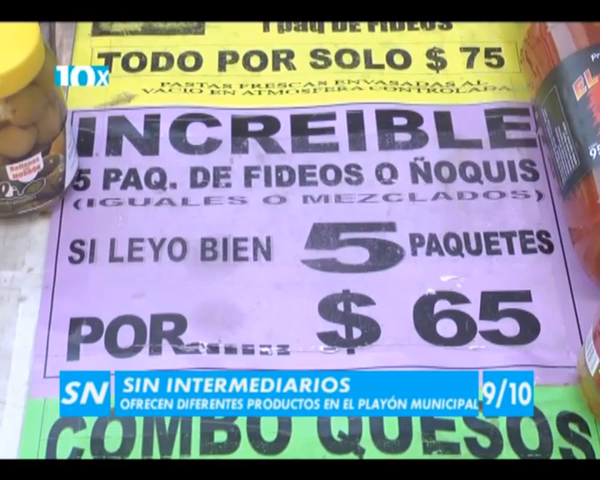 1 paq DE FIDEOS
TODO POR SOLO $ 75
PASTAS FRESCAS ENVASADAS AL
VACIO EN ATMOSFERA CONTROLADA
10x
INCREIBLE
5 PAQ. DE FIDEOS O ÑOQUIS
(IGUALES O MEZCLADOS)
SI LEYO BIEN 5 PAQUETES
POR...... $ 65
SN SIN INTERMEDIARIOS 9/10
OFRECEN DIFERENTES PRODUCTOS EN EL PLAYÓN MUNICIPAL
COMBO QUESOS